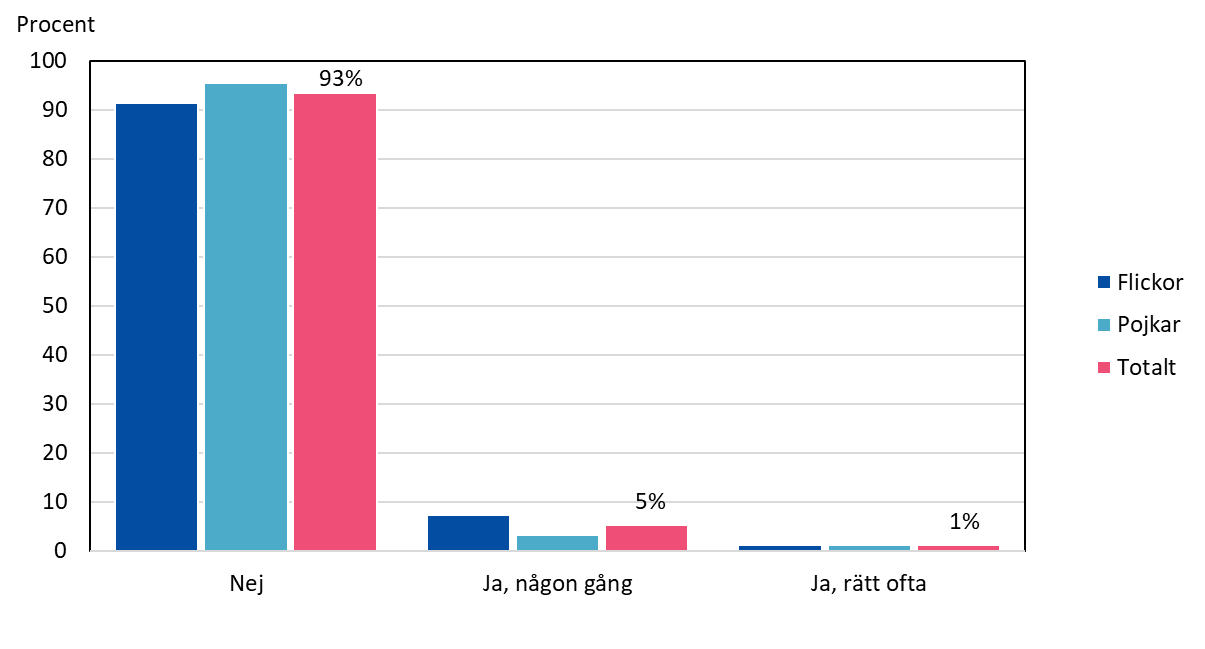 Procent
100
90
80
70
60
50
40
30
20
10
0
93%
5%
1%
Nej
Ja, någon gång
Ja, rätt ofta
Flickor
Pojkar
Totalt